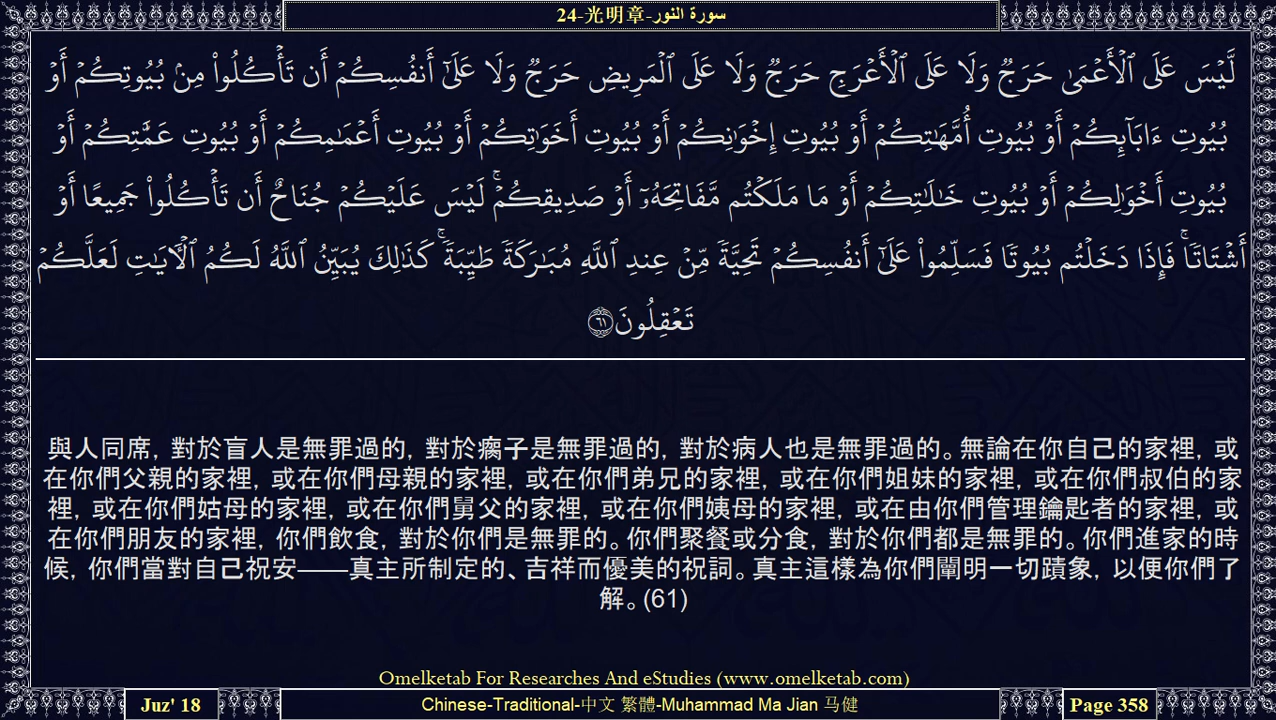 24-光明章-سورة النور
لَّيْسَ عَلَى ٱلْأَعْمَىٰ حَرَجٌ وَلَا عَلَى ٱلْأَعْرَجِ حَرَجٌ وَلَا عَلَى ٱلْمَرِيضِ حَرَجٌ وَلَا عَلَىٰٓ أَنفُسِكُمْ أَن تَأْكُلُوا۟ مِنۢ بُيُوتِكُمْ أَوْ
بُيُوتِ ءَابَآئِكُمْ أَوْ بُيُوتِ أُمَّهَٰتِكُمْ أَوْ بُيُوتِ إِخْوَٰنِكُمْ أَوْ بُيُوتِ أَخَوَٰتِكُمْ أَوْ بُيُوتِ أَعْمَٰمِكُمْ أَوْ بُيُوتِ عَمَّٰتِكُمْ أَوْ
بُيُوتِ أَخْوَٰلِكُمْ أَوْ بُيُوتِ خَٰلَٰتِكُمْ أَوْ مَا مَلَكْتُم مَّفَاتِحَهُۥٓ أَوْ صَدِيقِكُمْ ۚ لَيْسَ عَلَيْكُمْ جُنَاحٌ أَن تَأْكُلُوا۟ جَمِيعًا أَوْ
أَشْتَاتًا ۚ فَإِذَا دَخَلْتُم بُيُوتًا فَسَلِّمُوا۟ عَلَىٰٓ أَنفُسِكُمْ تَحِيَّةً مِّنْ عِندِ ٱللَّهِ مُبَٰرَكَةً طَيِّبَةً ۚ كَذَٰلِكَ يُبَيِّنُ ٱللَّهُ لَكُمُ ٱلْءَايَٰتِ لَعَلَّكُمْ
تَعْقِلُونَ ٦١
與人同席, 對於盲人是無罪過的, 對於瘸子是無罪過的, 對於病人也是無罪過的。無論在你自己的家裡, 或
在你們父親的家裡, 或在你們母親的家裡, 或在你們弟兄的家裡, 或在你們姐妹的家裡, 或在你們叔伯的家
裡, 或在你們姑母的家裡, 或在你們舅父的家裡, 或在你們姨母的家裡, 或在由你們管理鑰匙者的家裡, 或
在你們朋友的家裡, 你們飲食, 對於你們是無罪的。你們聚餐或分食, 對於你們都是無罪的。你們進家的時
候, 你們當對自己祝安——真主所制定的、吉祥而優美的祝詞。真主這樣為你們闡明一切蹟象, 以便你們了
解。(61)
Omelketab For Researches And eStudies (www.omelketab.com)
Juz' 18
Chinese-Traditional-中文 繁體-Muhammad Ma Jian 马健
Page 358